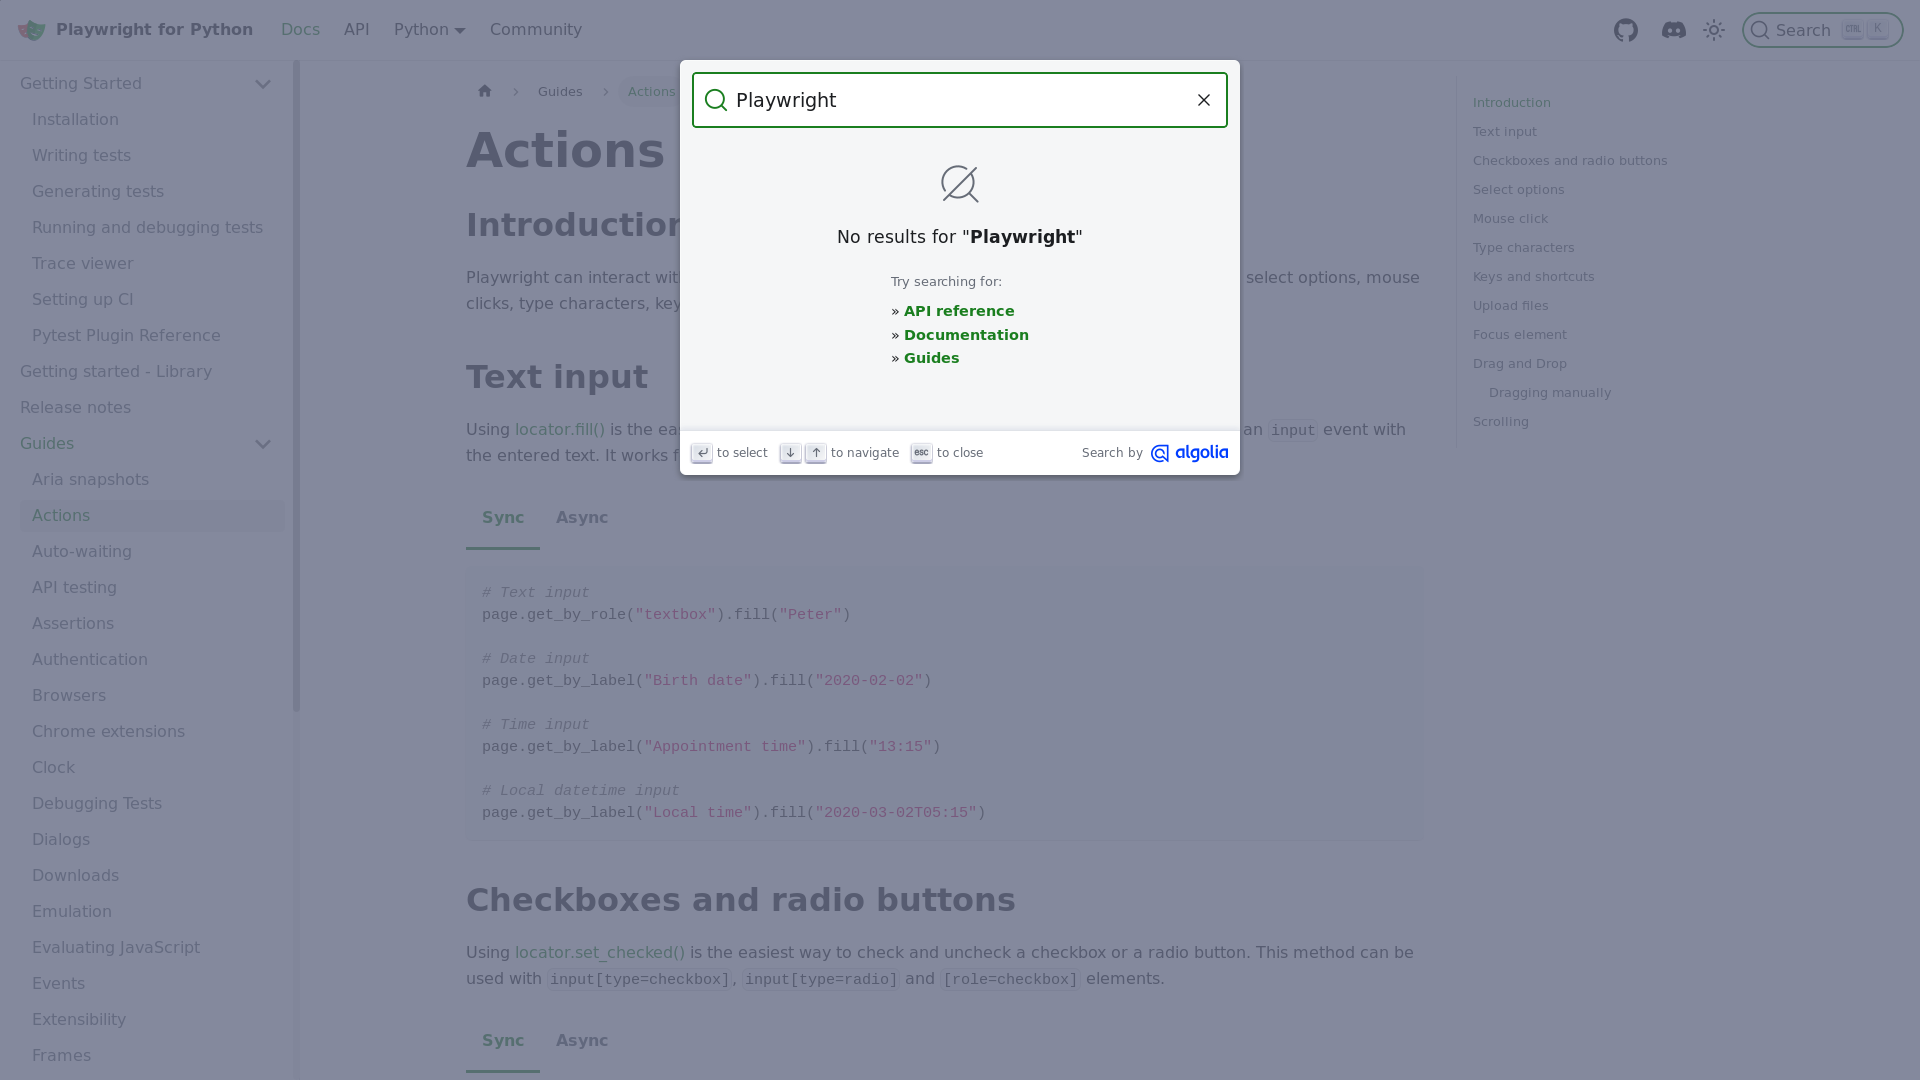 Playwright for Python
Docs
API
Python
Community
Search
CTRL
K
Getting Started
Installation
Writing tests
Generating tests
Running and debugging tests
Trace viewer
Setting up CI
Pytest Plugin Reference
Getting started - Library
Release notes
Guides
Aria snapshots
Actions
Auto-waiting
API testing
Assertions
Authentication
Browsers
Chrome extensions
Clock
Debugging Tests
Dialogs
Downloads
Emulation
Evaluating JavaScript
Events
Extensibility
Frames
Guides
Actions
Actions
Introduction
Playwright can interact with select options, mouse
clicks, type characters, key
Text input
Using locator.fill() is the eas an input event with
the entered text. It works f
Sync
Async
# Text input
page.get_by_role("textbox").fill("Peter")
# Date input
page.get_by_label("Birth date").fill("2020-02-02")
# Time input
page.get_by_label("Appointment time").fill("13:15")
# Local datetime input
page.get_by_label("Local time").fill("2020-03-02T05:15")
Checkboxes and radio buttons
Using locator.set_checked() is the easiest way to check and uncheck a checkbox or a radio button. This method can be
used with input[type=checkbox], input[type=radio] and [role=checkbox] elements.
Sync
Async
Playwright
No results for "Playwright"
Try searching for:
» API reference
» Documentation
» Guides
to select
to navigate
esc to close
Search by algolia
Introduction
Text input
Checkboxes and radio buttons
Select options
Mouse click
Type characters
Keys and shortcuts
Upload files
Focus element
Drag and Drop
Dragging manually
Scrolling